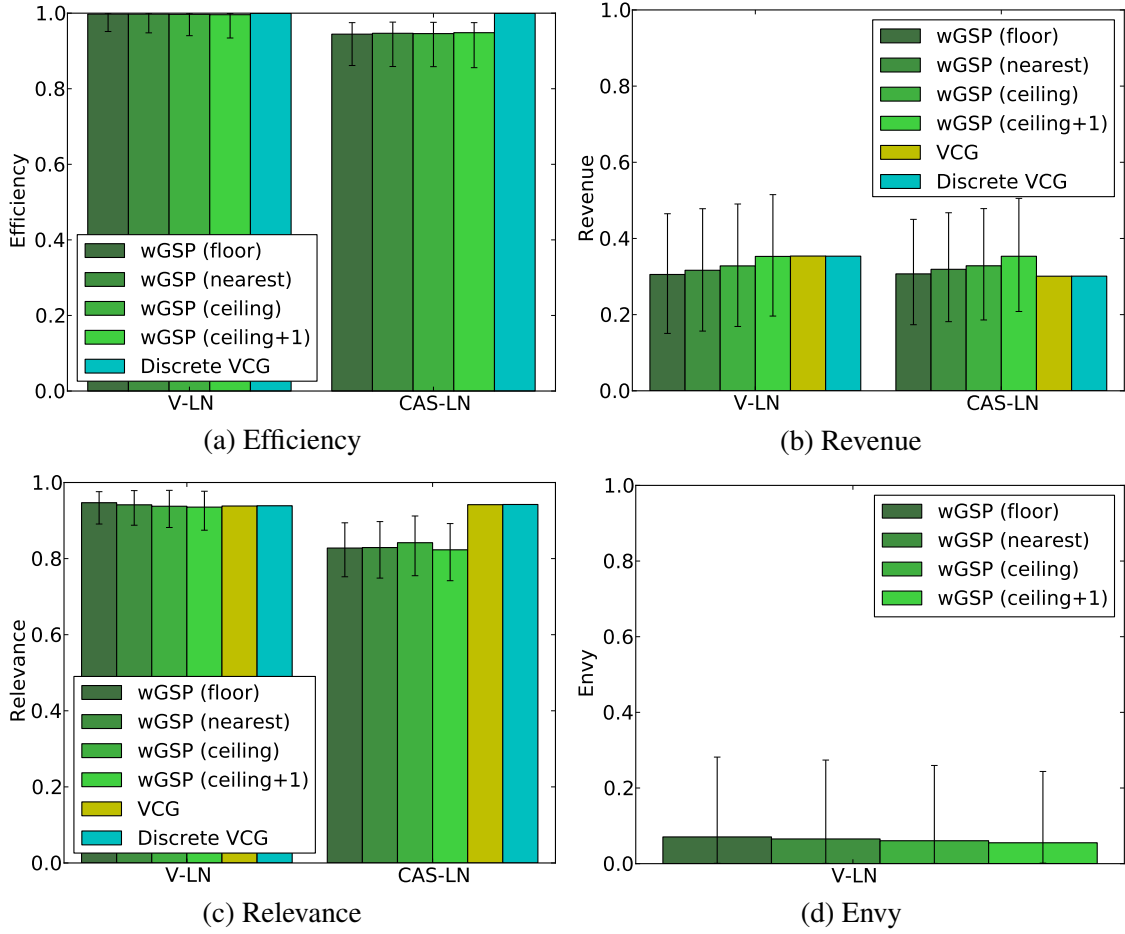 1.0
0.8
0.6
0.4
0.2
0.0
Efficiency
wGSP (floor)
wGSP (nearest)
wGSP (ceiling)
wGSP (ceiling+1)
Discrete VCG
V-LN CAS-LN
(a) Efficiency
1.0
0.8
0.6
0.4
0.2
0.0
Revenue
wGSP (floor)
wGSP (nearest)
wGSP (ceiling)
wGSP (ceiling+1)
VCG
Discrete VCG
V-LN CAS-LN
(b) Revenue
1.0
0.8
0.6
0.4
0.2
0.0
Relevance
wGSP (floor)
wGSP (nearest)
wGSP (ceiling)
wGSP (ceiling+1)
VCG
Discrete VCG
V-LN CAS-LN
(c) Relevance
1.0
0.8
0.6
0.4
0.2
0.0
Envy
wGSP (floor)
wGSP (nearest)
wGSP (ceiling)
wGSP (ceiling+1)
V-LN
(d) Envy